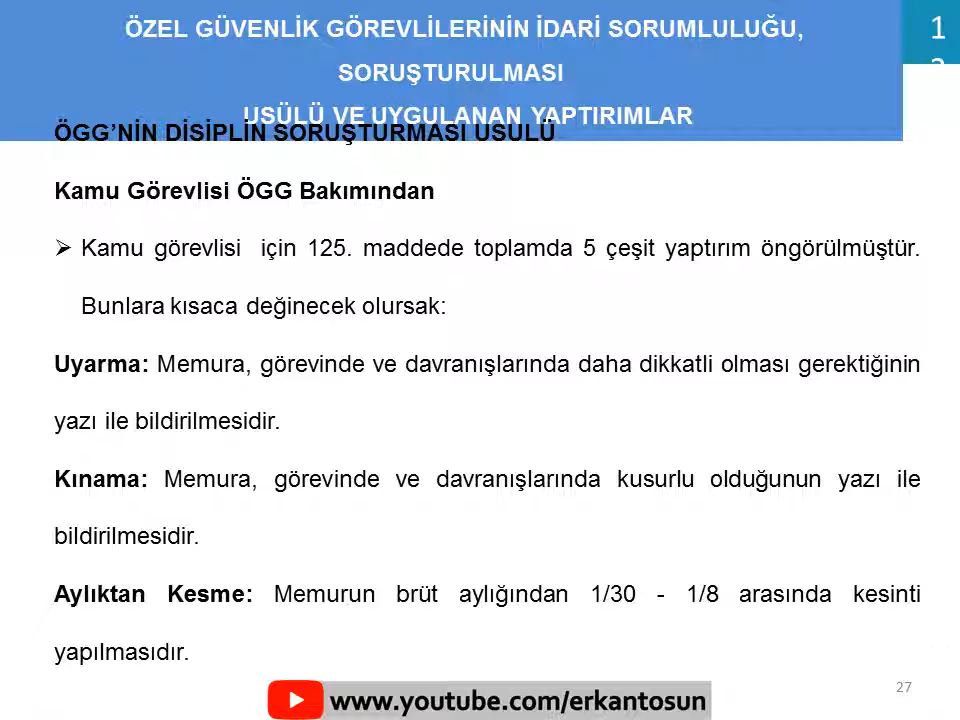 ÖZEL GÜVENLİK GÖREVLİLERİNİN İDARİ SORUMLULUĞU,
SORUŞTURULMASI
USÜLÜ VE UYGULANAN YAPTIRIMLAR
ÖGG’NİN DİSİPLİN SORUŞTURMASI USULÜ
Kamu Görevlisi ÖGG Bakımından
➢ Kamu görevlisi için 125. maddede toplamda 5 çeşit yaptırım öngörülmüştür.
Bunlara kısaca değinecek olursak:
Uyarma: Memura, görevinde ve davranışlarında daha dikkatli olması gerektiğinin
yazı ile bildirilmesidir.
Kınama: Memura, görevinde ve davranışlarında kusurlu olduğunun yazı ile
bildirilmesidir.
Aylıktan Kesme: Memurun brüt aylığından 1/30 - 1/8 arasında kesinti
yapılmasıdır.
www.youtube.com/erkantosun
27